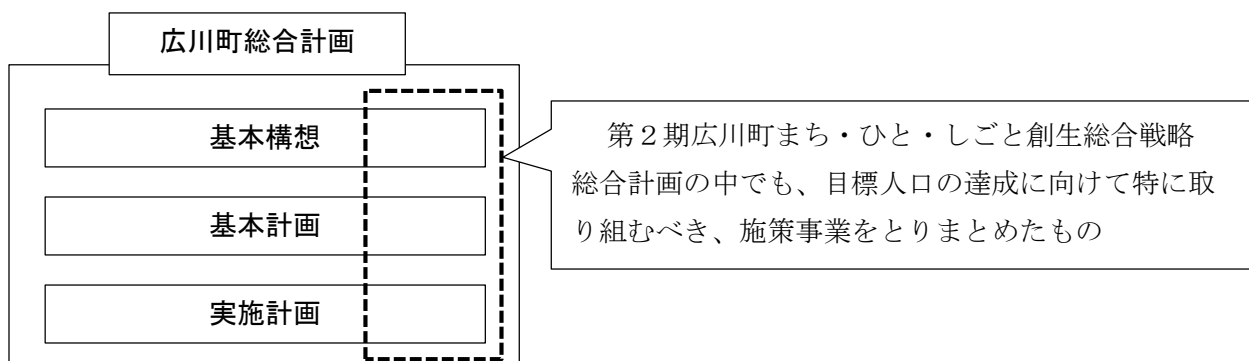 広川町総合計画
基本構想
基本計画
実施計画
第２期広川町まち・ひと・しごと創生総合戦略
総合計画の中でも、目標人口の達成に向けて特に取
り組むべき、施策事業をとりまとめたもの